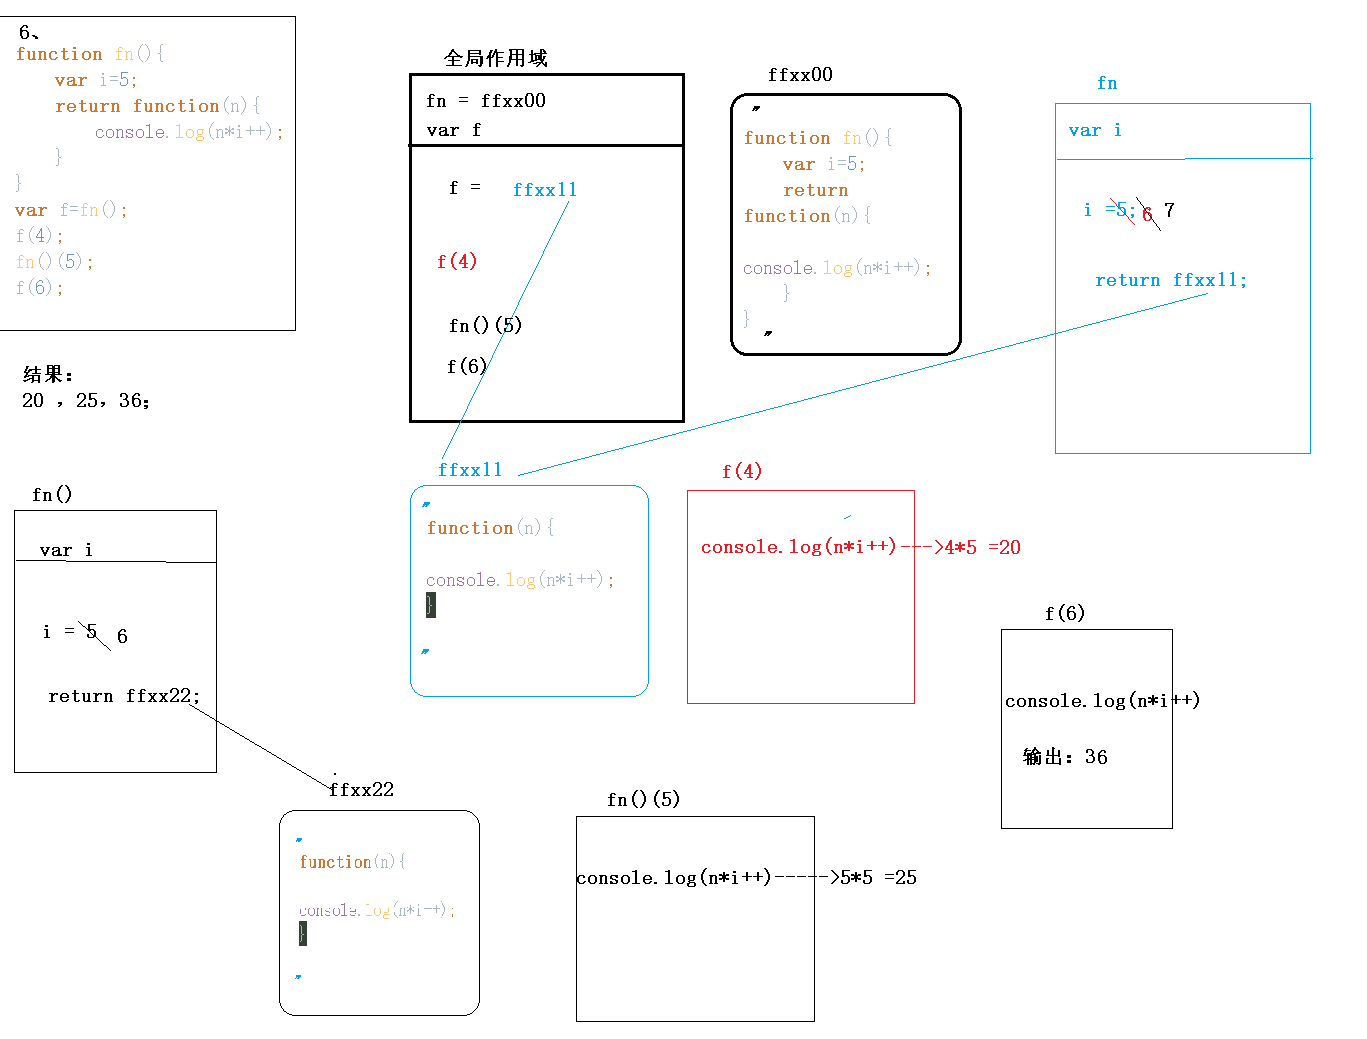 6、
function fn(){
var i=5;
return function(n){
console.log(n*i++);
}
}
var f=fn();
f(4);
fn()(5);
f(6);
结果：
20 ，25，36；
全局作用域
fn = ffxx00
var f
f = ffxx11
f(4)
fn()(5)
f(6)
ffxx00
"
function fn(){
var i=5;
return
function(n){
console.log(n*i++);
}
}
"
fn
var i
i =5; 6 7
return ffxx11;
ffxx11
"
function(n){
console.log(n*i++);
}
"
f(4)
console.log(n*i++)--->4*5 =20
f(6)
console.log(n*i++)
输出：36
fn()
var i
i = 5 6
return ffxx22;
ffxx22
"
function(n){
console.log(n*i++);
}
"
fn()(5)
console.log(n*i++)----->5*5 =25